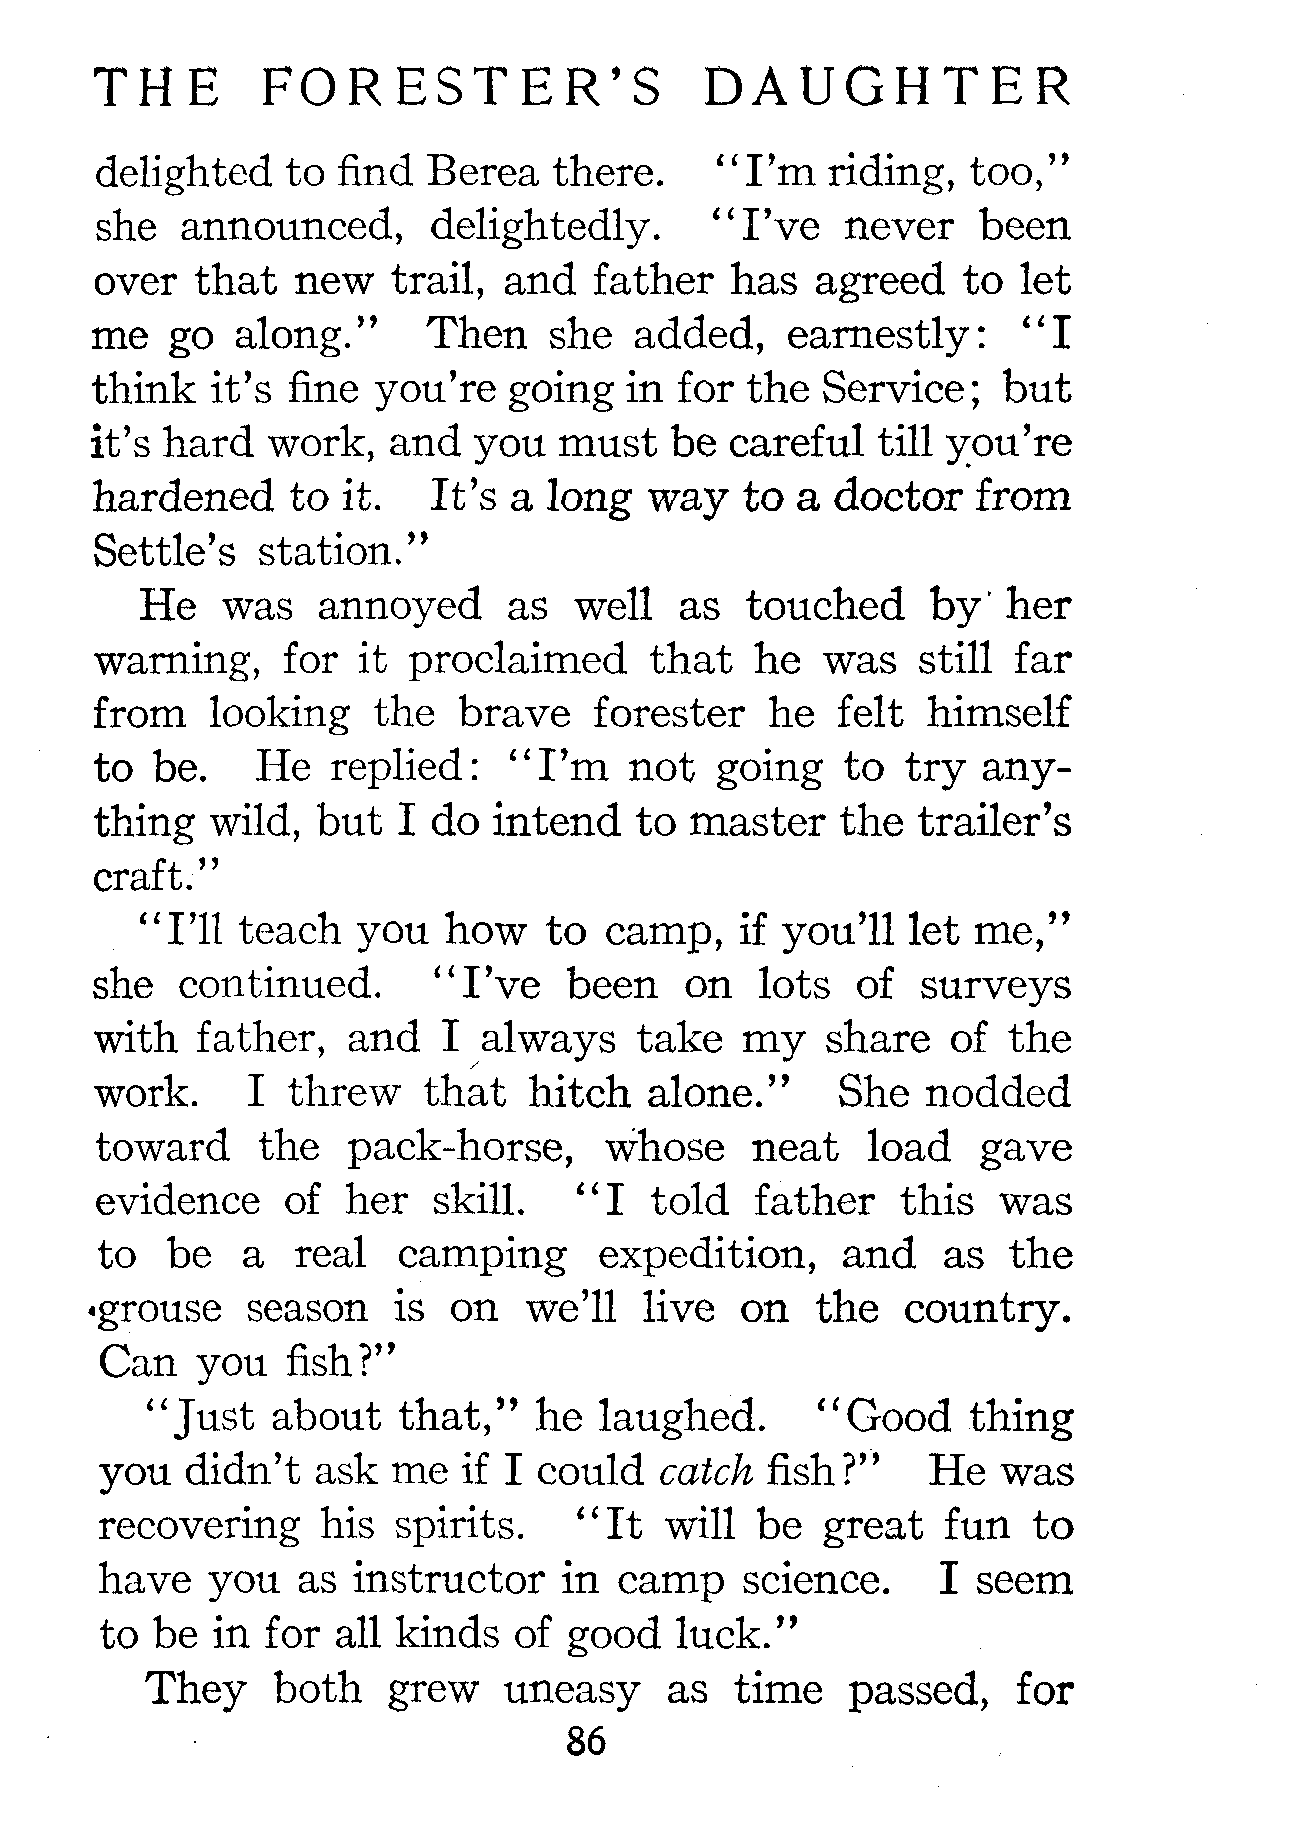 THE FORESTER'S DAUGHTER
delighted to find Berea there. "I'm riding, too,"
she announced, delightedly. "I've never been
over that new trail, and father has agreed to let
me go along." Then she added, earnestly: "I
think it's fine you're going in for the Service; but
it's hard work, and you must be careful till you're
hardened to it. It's a long way to a doctor from
Settle's station."
He was annoyed as well as touched by her
warning, for it proclaimed that he was still far
from looking the brave forester he felt himself
to be. He replied: "I'm not going to try any-
thing wild, but I do intend to master the trailer's
craft."
"I'll teach you how to camp, if you'll let me,"
she continued. "I've been on lots of surveys
with father, and I always take my share of the
work. I threw that hitch alone." She nodded
toward the pack-horse, whose neat load gave
evidence of her skill. "I told father this was
to be a real camping expedition, and as the
grouse season is on we'll live on the country.
Can you fish?"
"Just about that," he laughed. "Good thing
you didn't ask me if I could catch fish?" He was
recovering his spirits. "It will be great fun to
have you as instructor in camp science. I seem
to be in for all kinds of good luck."
They both grew uneasy as time passed, for
86